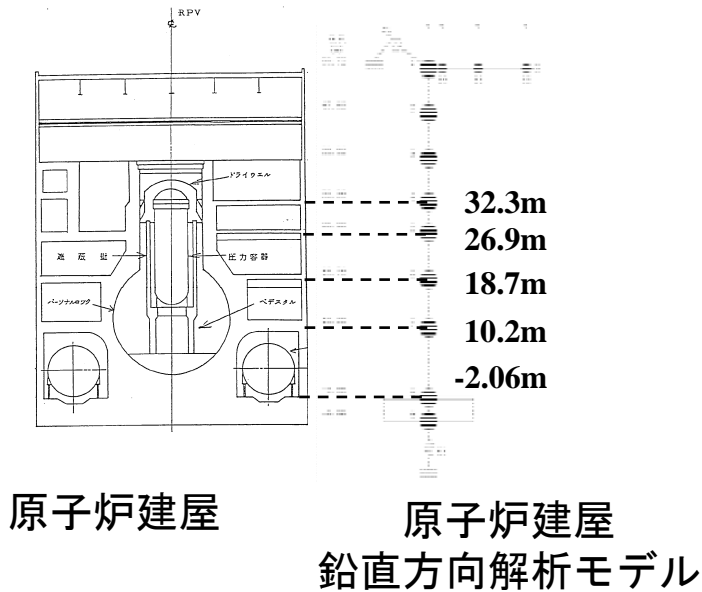 RPV
℄
ドライウエル
遮蔽壁
圧力容器
パーソナルロック
ペデスタル
32.3m
26.9m
18.7m
10.2m
-2.06m
原子炉建屋
原子炉建屋
鉛直方向解析モデル